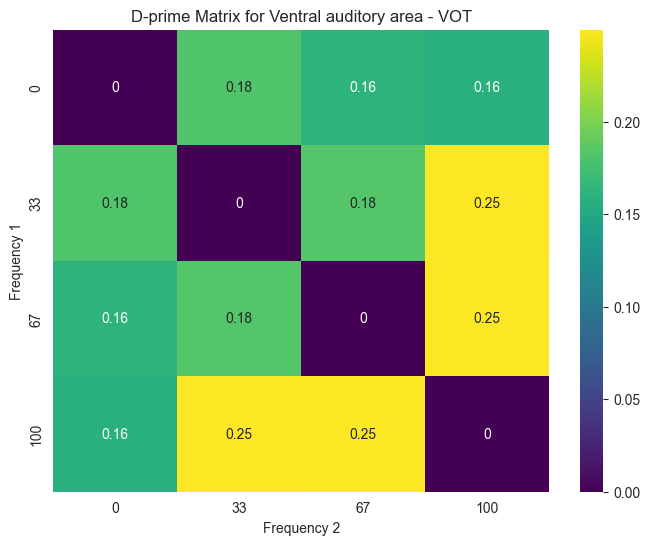 D-prime Matrix for Ventral auditory area - VOT
0 0.18 0.16 0.16
0.18 0 0.18 0.25
0.16 0.18 0 0.25
0.16 0.25 0.25 0
0
33
67
100
Frequency 1
0 33 67 100
Frequency 2
0.20
0.15
0.10
0.05
0.00